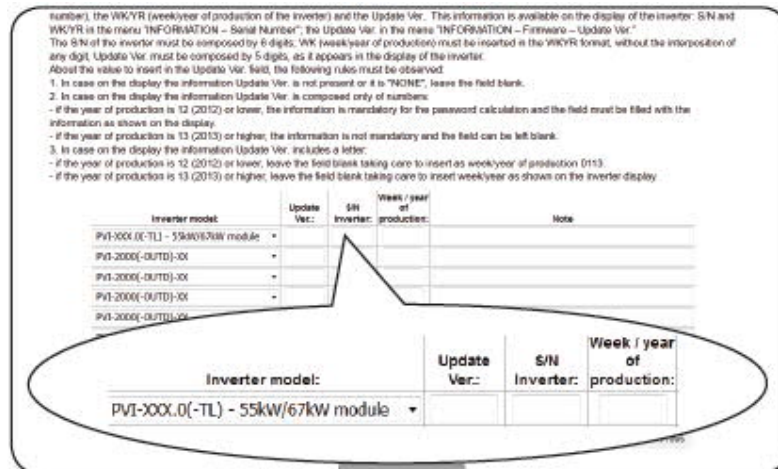 number), the WK/YR (week/year of production of the inverter) and the Update Ver. This information is available on the display of the inverter: S/N and
WK/YR in the menu "INFORMATION – Serial Number"; the Update Ver. in the menu "INFORMATION – Firmware – Update Ver."
The S/N of the inverter must be composed by 6 digits; WK (week/year of production) must be inserted in the WKYR format, without the interposition of
any digit, Update Ver. must be composed by 5 digits, as it appears in the display of the inverter.
About the value to insert in the Update Ver. field, the following rules must be observed:
1. In case on the display the information Update Ver. is not present or it is "NONE", leave the field blank.
2. In case on the display the information Update Ver. is composed only of numbers:
- if the year of production is 12 (2012) or lower, the information is mandatory for the password calculation and the field must be filled with the
information as shown on the display.
- if the year of production is 13 (2013) or higher, the information is not mandatory and the field can be left blank.
3. In case on the display the information Update Ver. includes a letter:
- if the year of production is 12 (2012) or lower, leave the field blank taking care to insert as week/year of production 0113.
- if the year of production is 13 (2013) or higher, leave the field blank taking care to insert week/year as shown on the inverter display
Inverter model: Update Ver.: S/N Inverter: Week / year of production: Note
PVI-XXX.0(-TL) - 55kW/67kW module
PVI-2000(-OUTD)-XX
PVI-2000(-OUTD)-XX
PVI-2000(-OUTD)-XX
PVI-2000(-OUTD)-XX
Inverter model: Update Ver.: S/N Inverter: Week / year of production:
PVI-XXX.0(-TL) - 55kW/67kW module